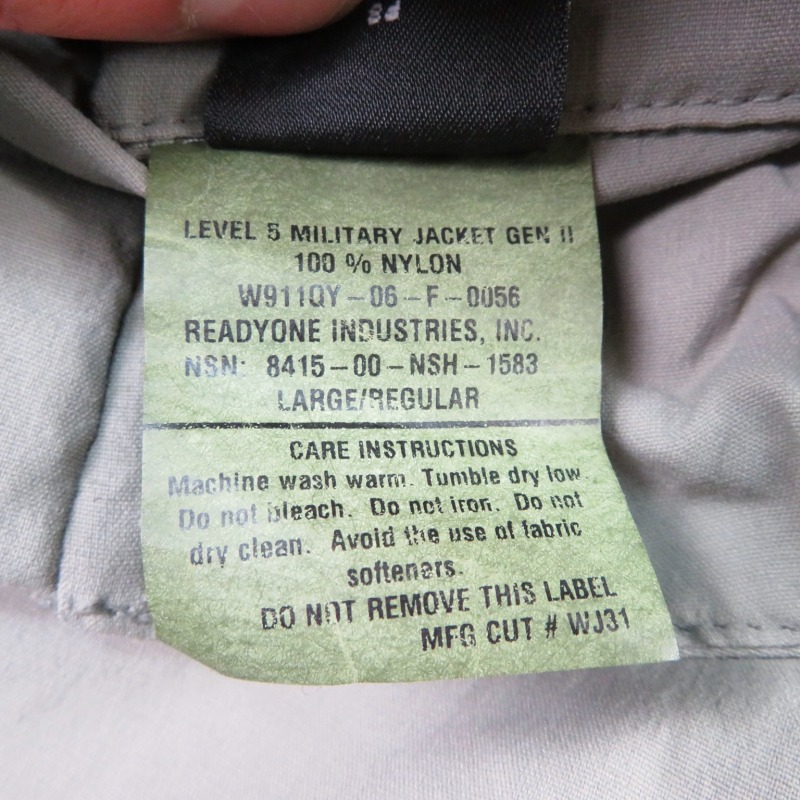 LEVEL 5 MILITARY JACKET GEN II
100 % NYLON
W911QY-06-F-0056
READYONE INDUSTRIES, INC.
NSN: 8415-00-NSH-1583
LARGE/REGULAR
CARE INSTRUCTIONS
Machine wash warm. Tumble dry low.
Do not bleach. Do not iron. Do not
dry clean. Avoid the use of fabric
softeners.
DO NOT REMOVE THIS LABEL
MFG CUT # WJ31